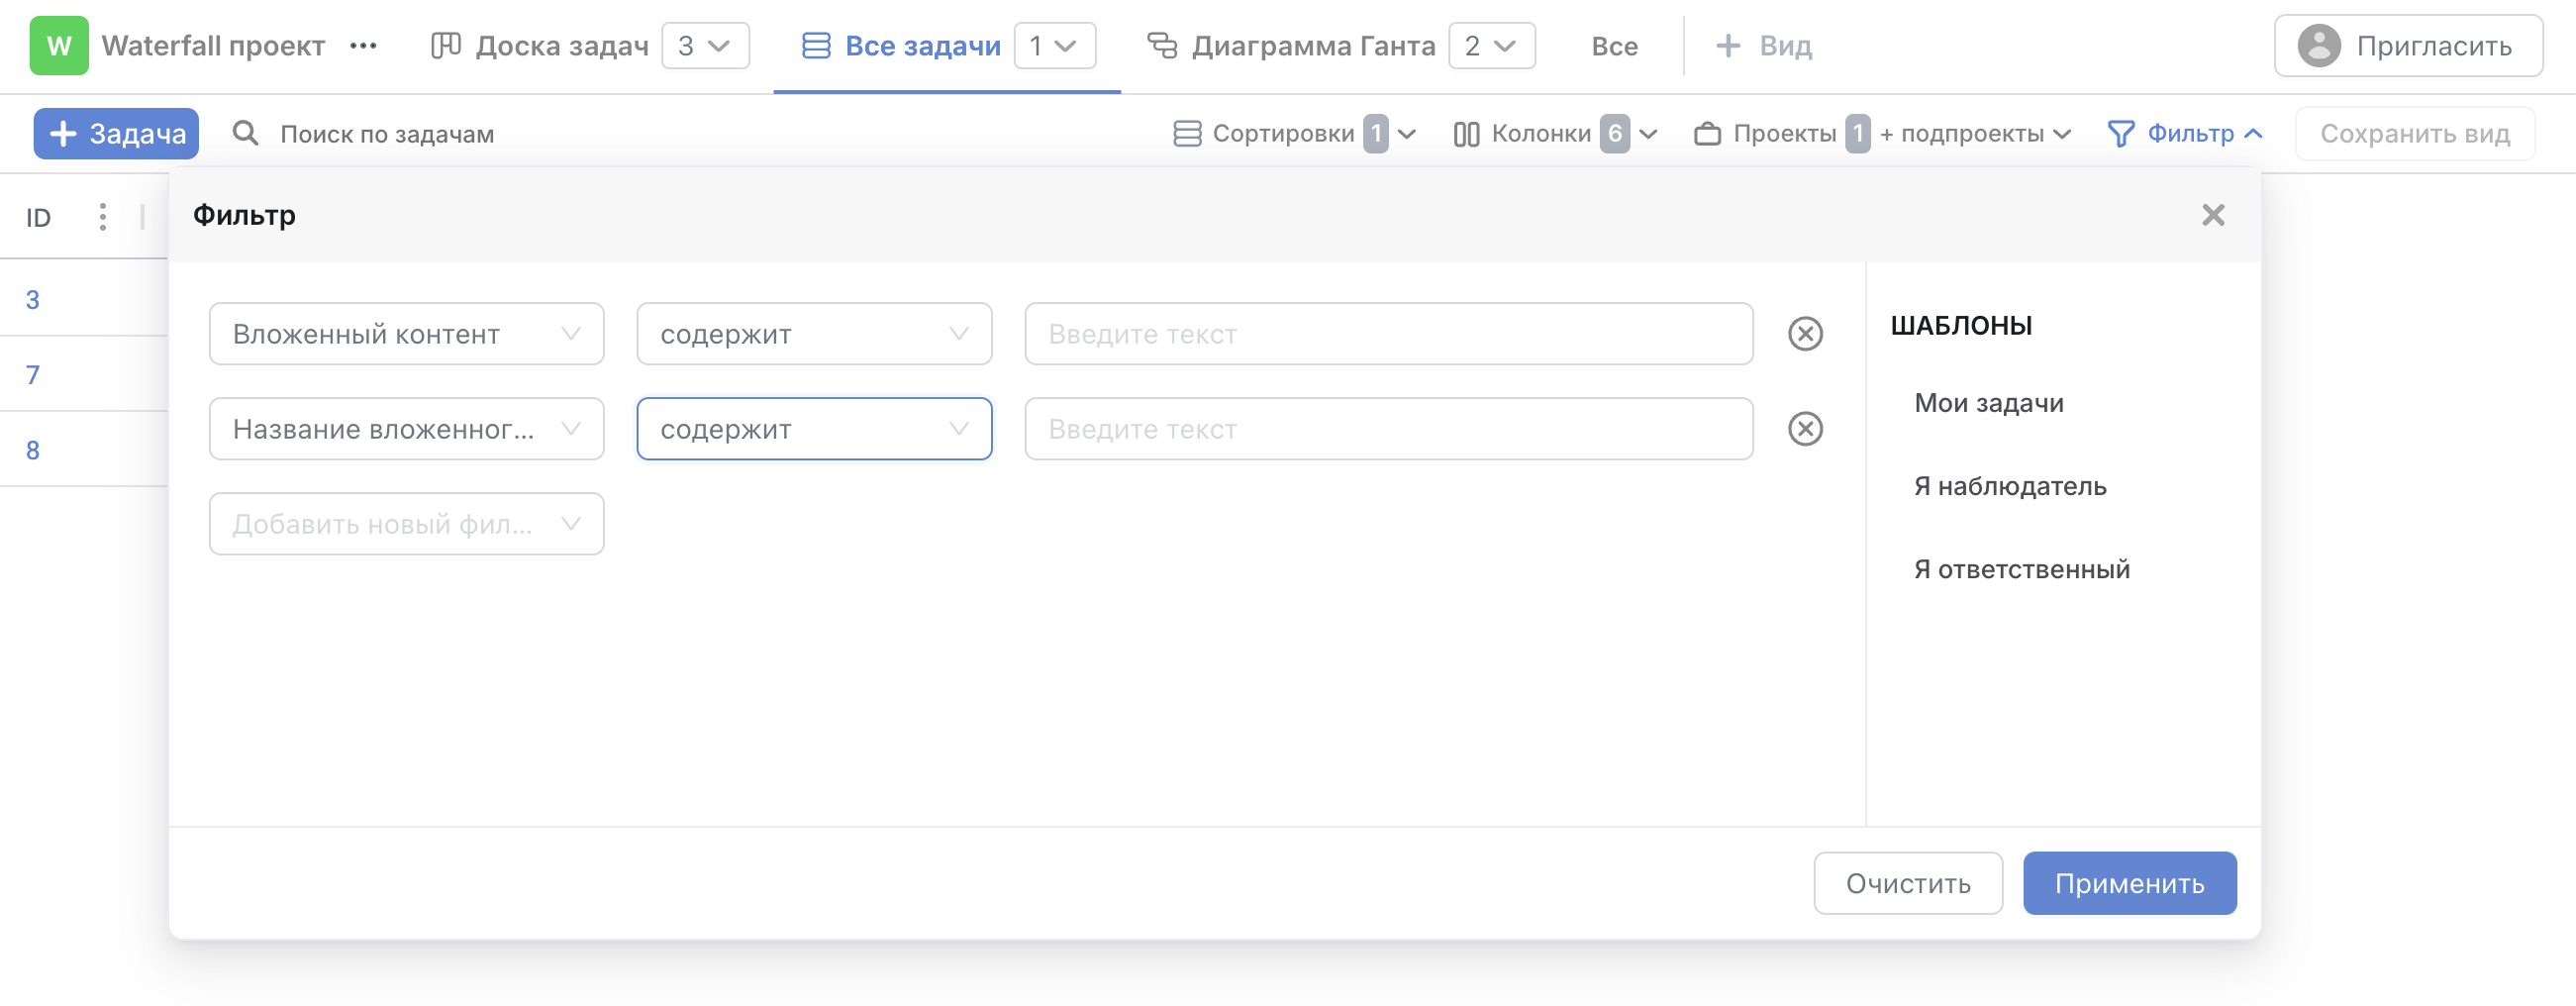 W Waterfall проект ••• Доска задач 3 Все задачи 1 Диаграмма Ганта 2 Все + Вид Пригласить
+ Задача Поиск по задачам Сортировки 1 Колонки 6 Проекты 1 + подпроекты Фильтр Сохранить вид
ID
3
7
8
Фильтр
Вложенный контент содержит Введите текст
Название вложенног... содержит Введите текст
Добавить новый фил...
ШАБЛОНЫ
Мои задачи
Я наблюдатель
Я ответственный
Очистить Применить